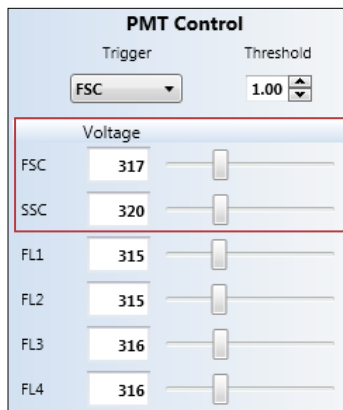 PMT Control
Trigger Threshold
FSC 1.00
Voltage
FSC 317
SSC 320
FL1 315
FL2 315
FL3 316
FL4 316